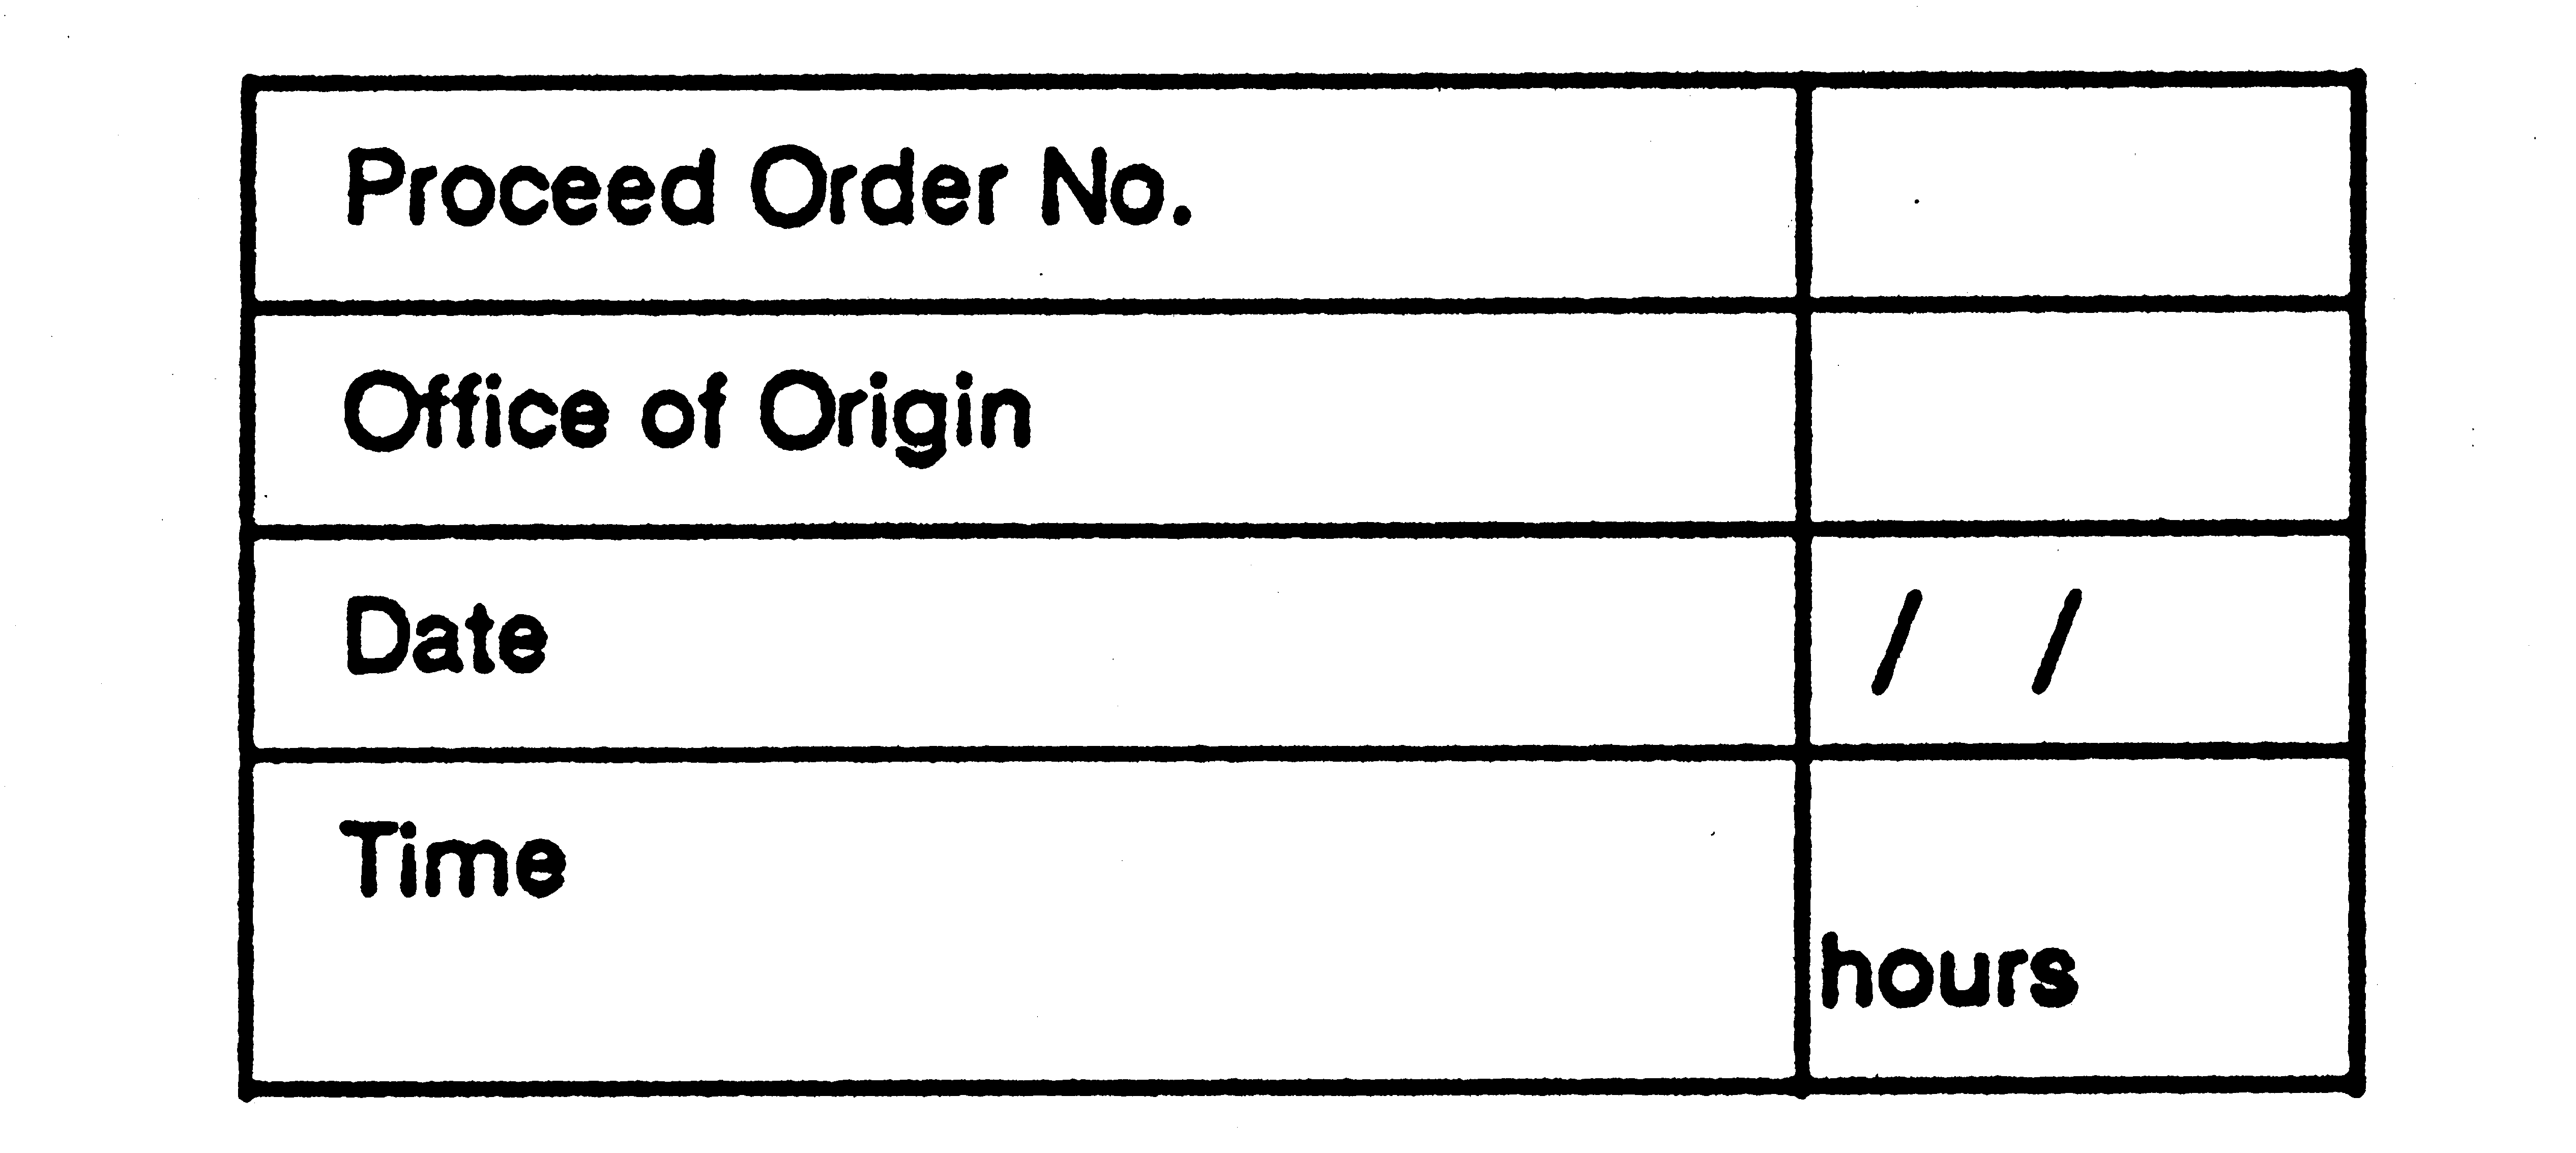 Proceed Order No.
Office of Origin
Date / /
Time
hours